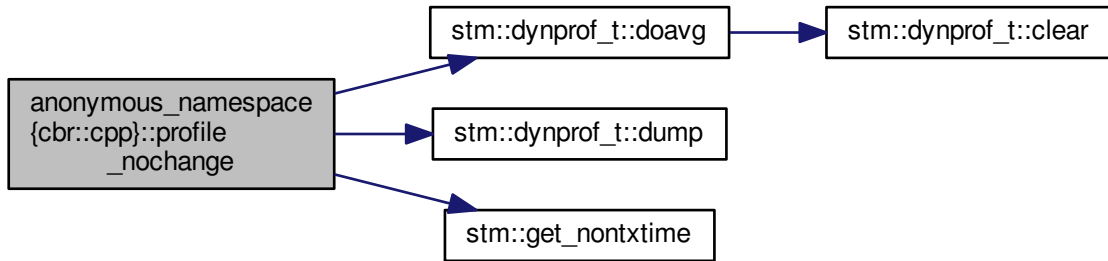 anonymous_namespace
{cbr::cpp}::profile
_nochange
stm::dynprof_t::doavg
stm::dynprof_t::clear
stm::dynprof_t::dump
stm::get_nontxtime